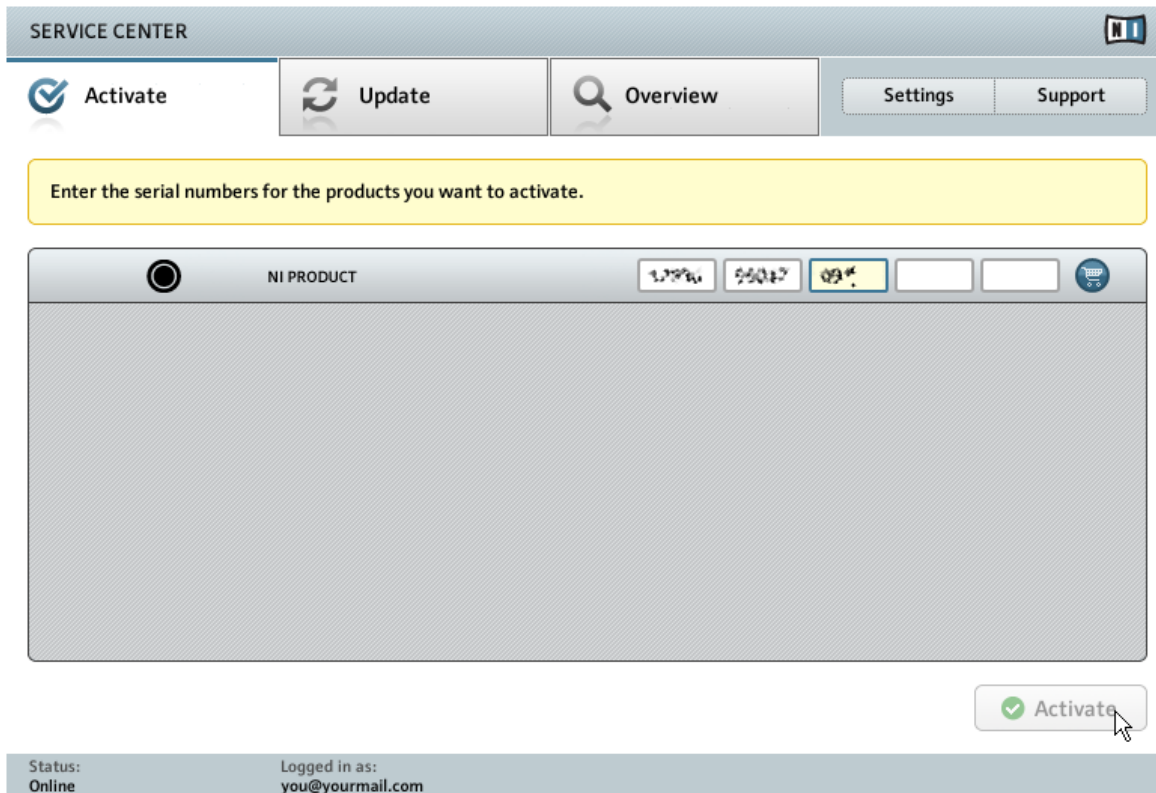 SERVICE CENTER
NI
Activate
Update
Overview
Settings
Support
Enter the serial numbers for the products you want to activate.
NI PRODUCT
Activate
Status:
Logged in as:
Online
you@yourmail.com